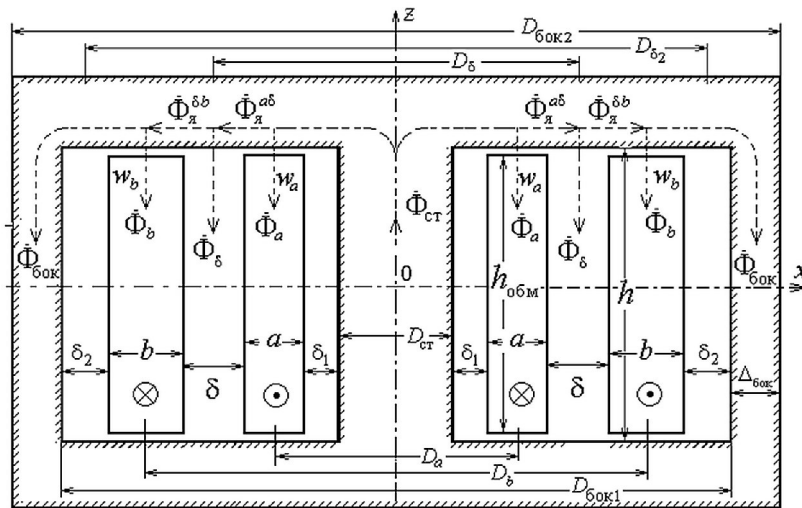 z
D бок2
D δ2
D δ
Φ̇ я δb Φ̇ я aδ Φ̇ я aδ Φ̇ я δb
w b w a w a w b
Φ̇ ст
Φ̇ b Φ̇ a Φ̇ a Φ̇ b
Φ̇ бок Φ̇ δ Φ̇ δ Φ̇ бок
0 x
h обм h
D ст
δ 2 b a δ 1 δ 1 a b δ 2
δ δ Δ бок
D a
D b
D бок1